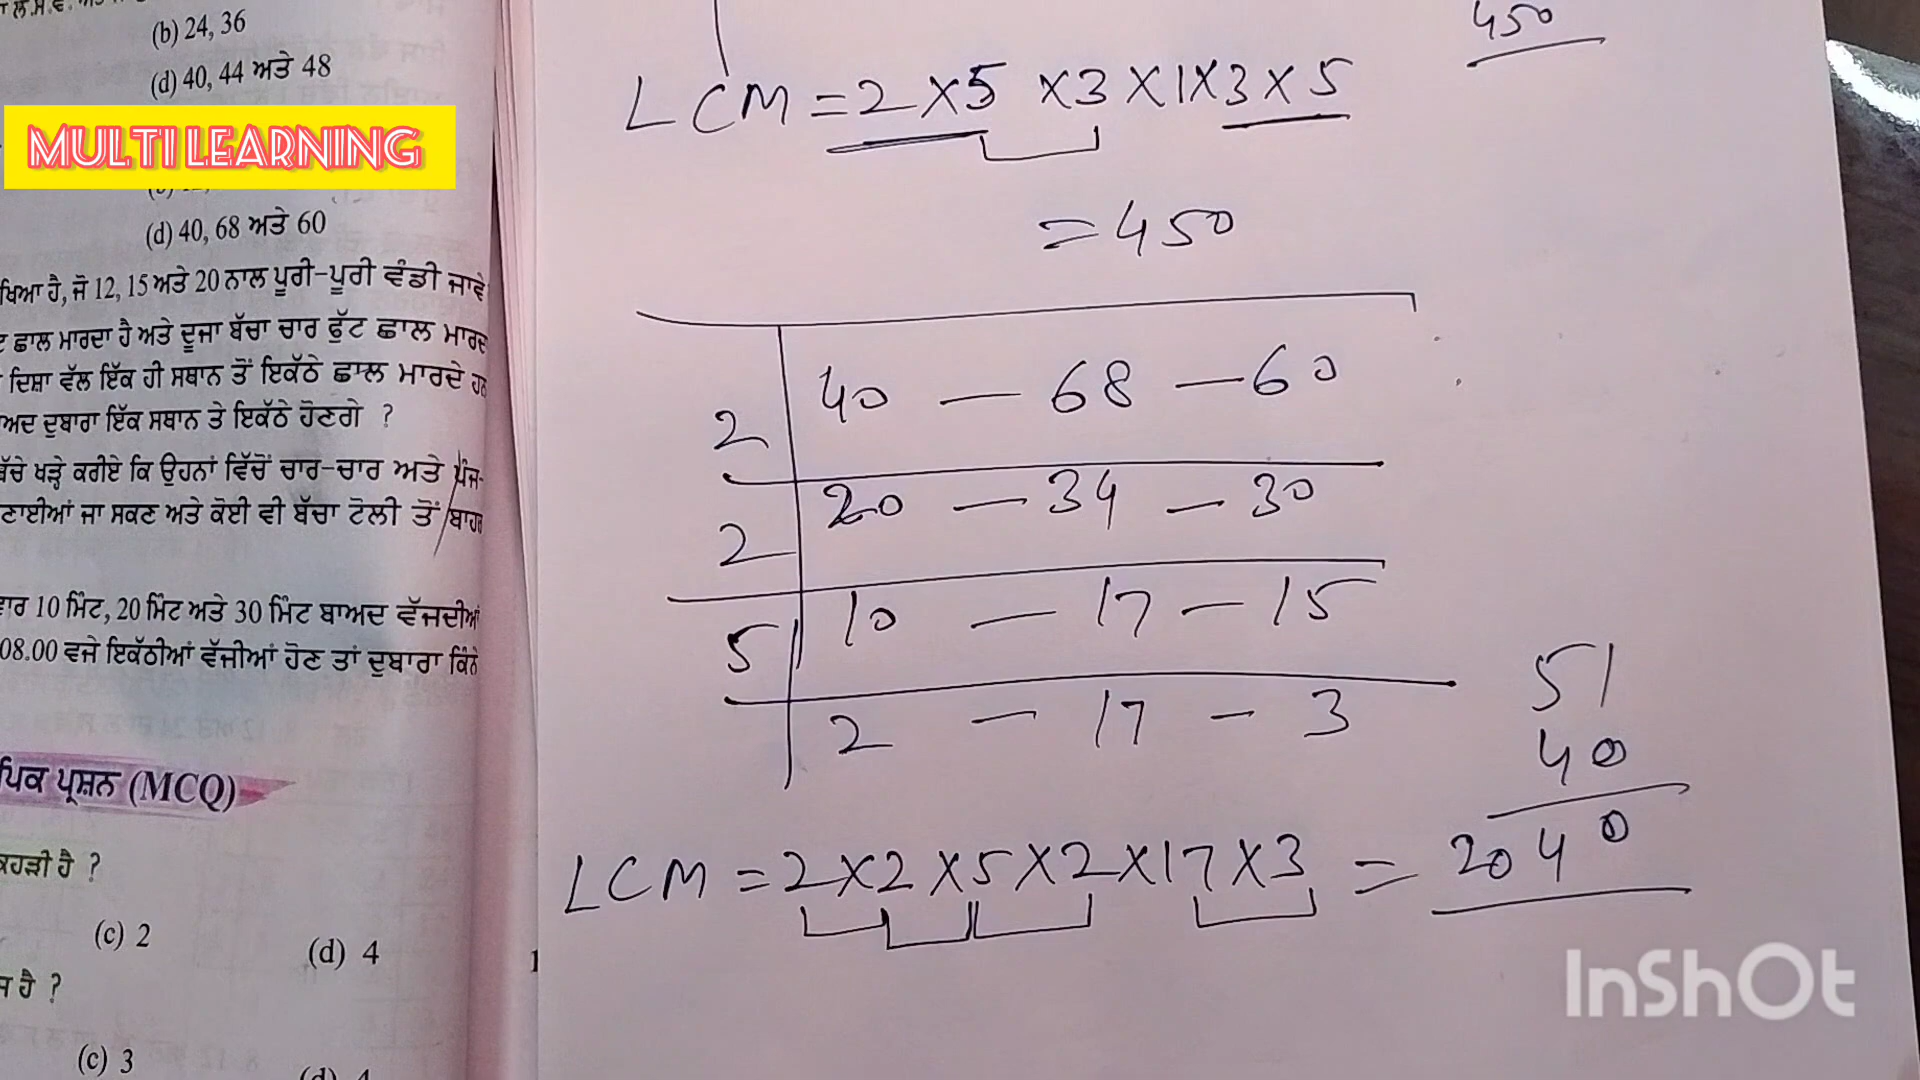 (b) 24, 36
(d) 40, 44 ਅਤੇ 48
MULTI LEARNING
(d) 40, 68 ਅਤੇ 60
ਹੈ, ਜੋ 12, 15 ਅਤੇ 20 ਨਾਲ ਪੂਰੀ-ਪੂਰੀ ਵੰਡੀ ਜਾਵੇ
ਛਾਲ ਮਾਰਦਾ ਹੈ ਅਤੇ ਦੂਜਾ ਬੱਚਾ ਚਾਰ ਫੁੱਟ ਛਾਲ ਮਾਰਦ
ਦਿਸ਼ਾ ਵੱਲ ਇੱਕ ਹੀ ਸਥਾਨ ਤੋਂ ਇਕੱਠੇ ਛਾਲ ਮਾਰਦੇ ਹਨ
ਦੁਬਾਰਾ ਇੱਕ ਸਥਾਨ ਤੇ ਇਕੱਠੇ ਹੋਣਗੇ ?
ਖੜ੍ਹੇ ਕਰੀਏ ਕਿ ਉਹਨਾਂ ਵਿੱਚੋਂ ਚਾਰ-ਚਾਰ ਅਤੇ ਪੰਜ-
ਣਾਈਆਂ ਜਾ ਸਕਣ ਅਤੇ ਕੋਈ ਵੀ ਬੱਚਾ ਟੋਲੀ ਤੋਂ ਬਾਹਰ
10 ਮਿੰਟ, 20 ਮਿੰਟ ਅਤੇ 30 ਮਿੰਟ ਬਾਅਦ ਵੱਜਦੀਆਂ
08.00 ਵਜੇ ਇਕੱਠੀਆਂ ਵੱਜੀਆਂ ਹੋਣ ਤਾਂ ਦੁਬਾਰਾ ਕਿੰਨੇ
ਪ੍ਰਸ਼ਨ (MCQ)
ਹੈ ?
(c) 2
(d) 4
ਹੈ ?
(c) 3
450
LCM = 2 × 5 × 3 × 1 × 3 × 5
= 450
2 40 — 68 — 60
2 20 — 34 — 30
5 10 — 17 — 15
2 — 17 — 3
51
40
LCM = 2 × 2 × 5 × 2 × 17 × 3 = 2040
InShOt